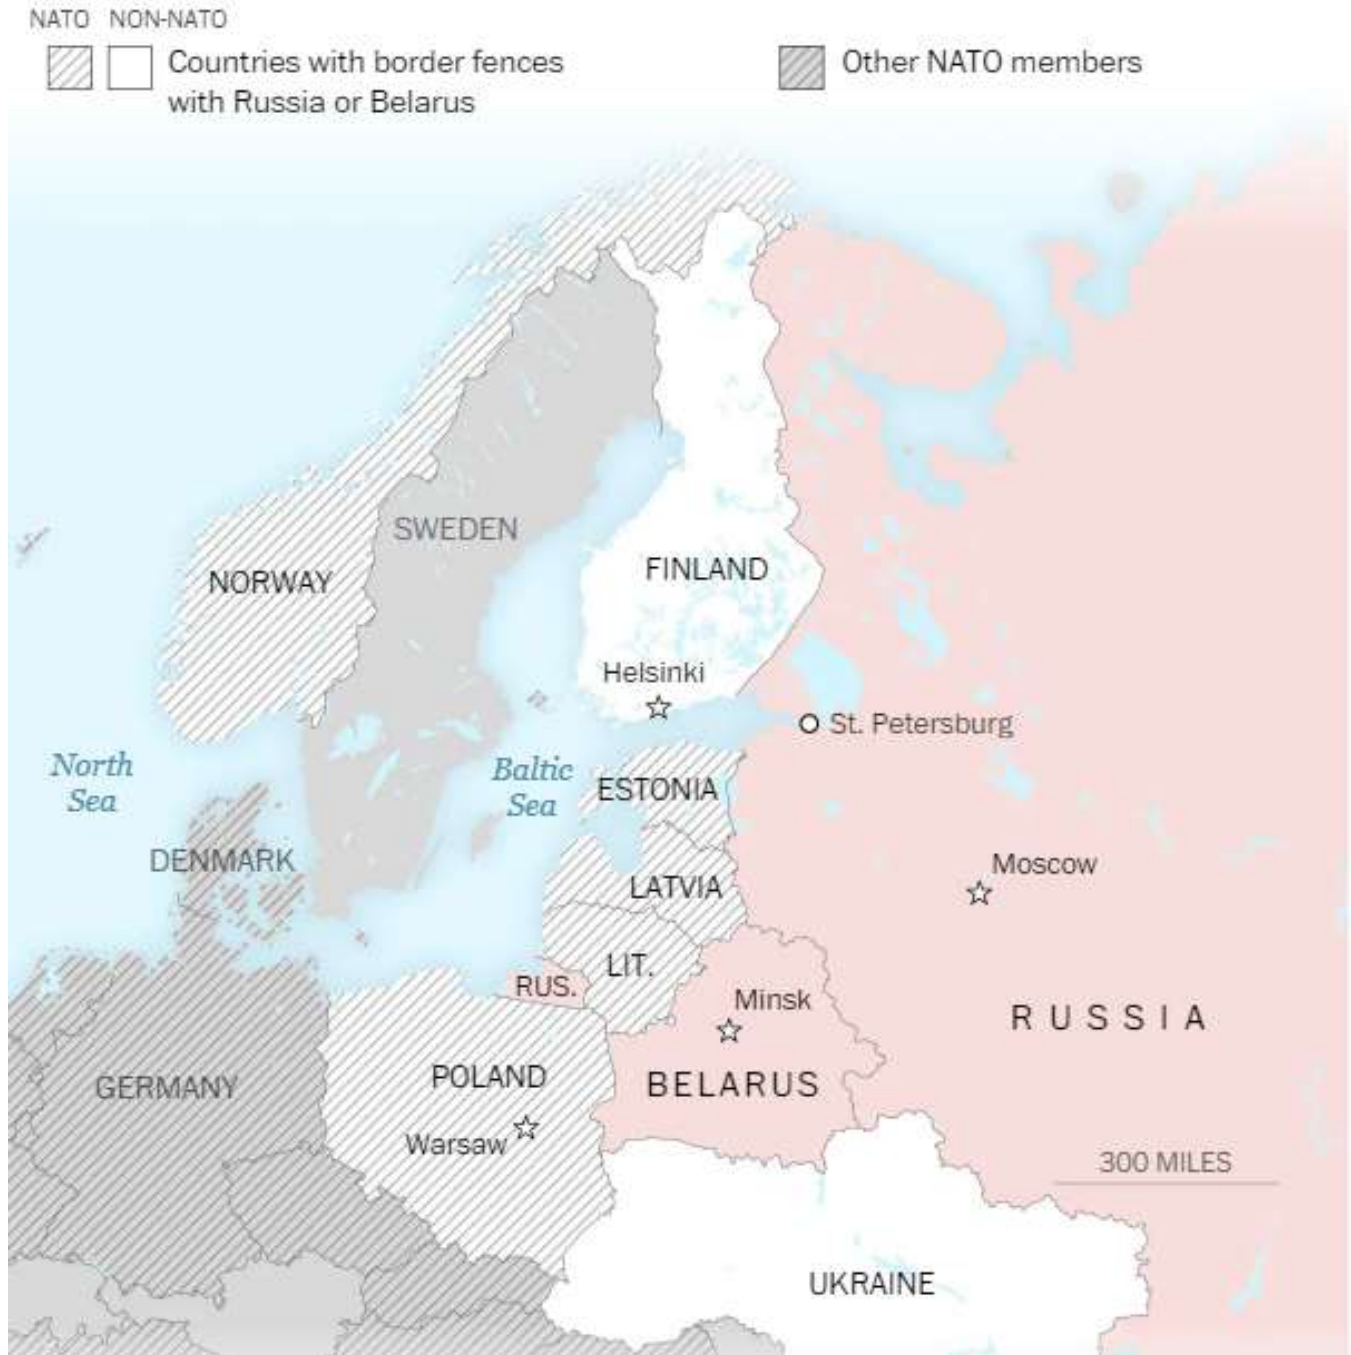 NATO NON-NATO
Countries with border fences
with Russia or Belarus
Other NATO members
SWEDEN
FINLAND
NORWAY
Helsinki
St. Petersburg
North
Sea
Baltic
Sea
ESTONIA
DENMARK
Moscow
LATVIA
LIT.
RUS.
Minsk
RUSSIA
POLAND
BELARUS
GERMANY
Warsaw
300 MILES
UKRAINE